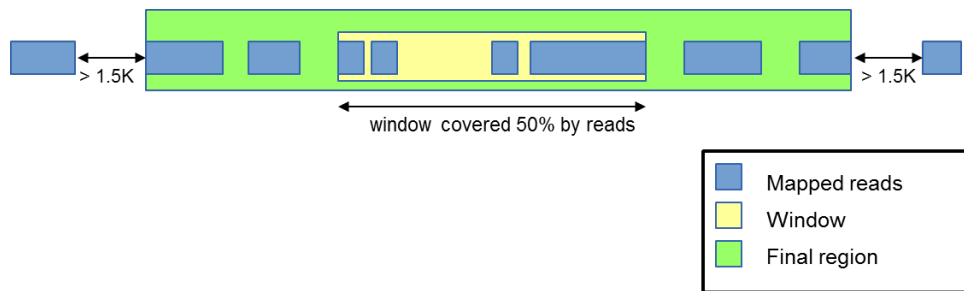 > 1.5K
> 1.5K
window covered 50% by reads
Mapped reads
Window
Final region